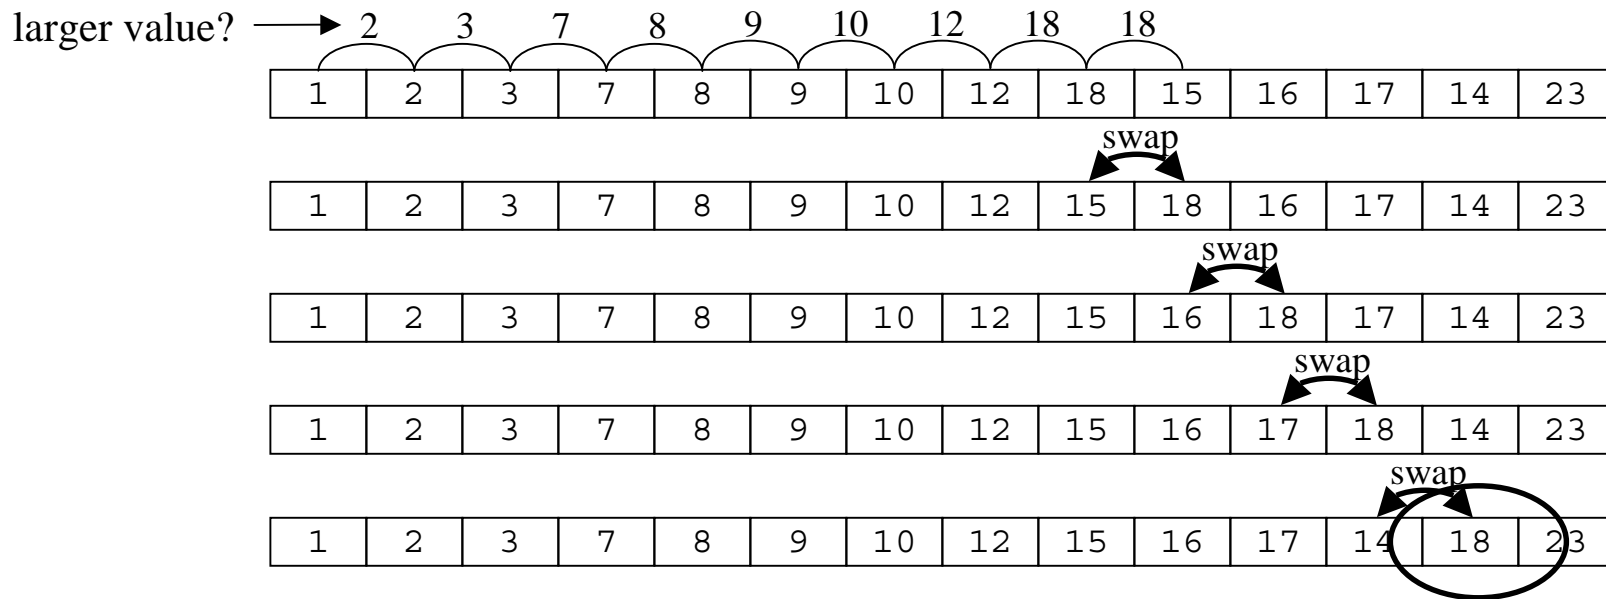 larger value? 2 3 7 8 9 10 12 18 18
1 2 3 7 8 9 10 12 18 15 16 17 14 23
swap
1 2 3 7 8 9 10 12 15 18 16 17 14 23
swap
1 2 3 7 8 9 10 12 15 16 18 17 14 23
swap
1 2 3 7 8 9 10 12 15 16 17 18 14 23
swap
1 2 3 7 8 9 10 12 15 16 17 14 18 23